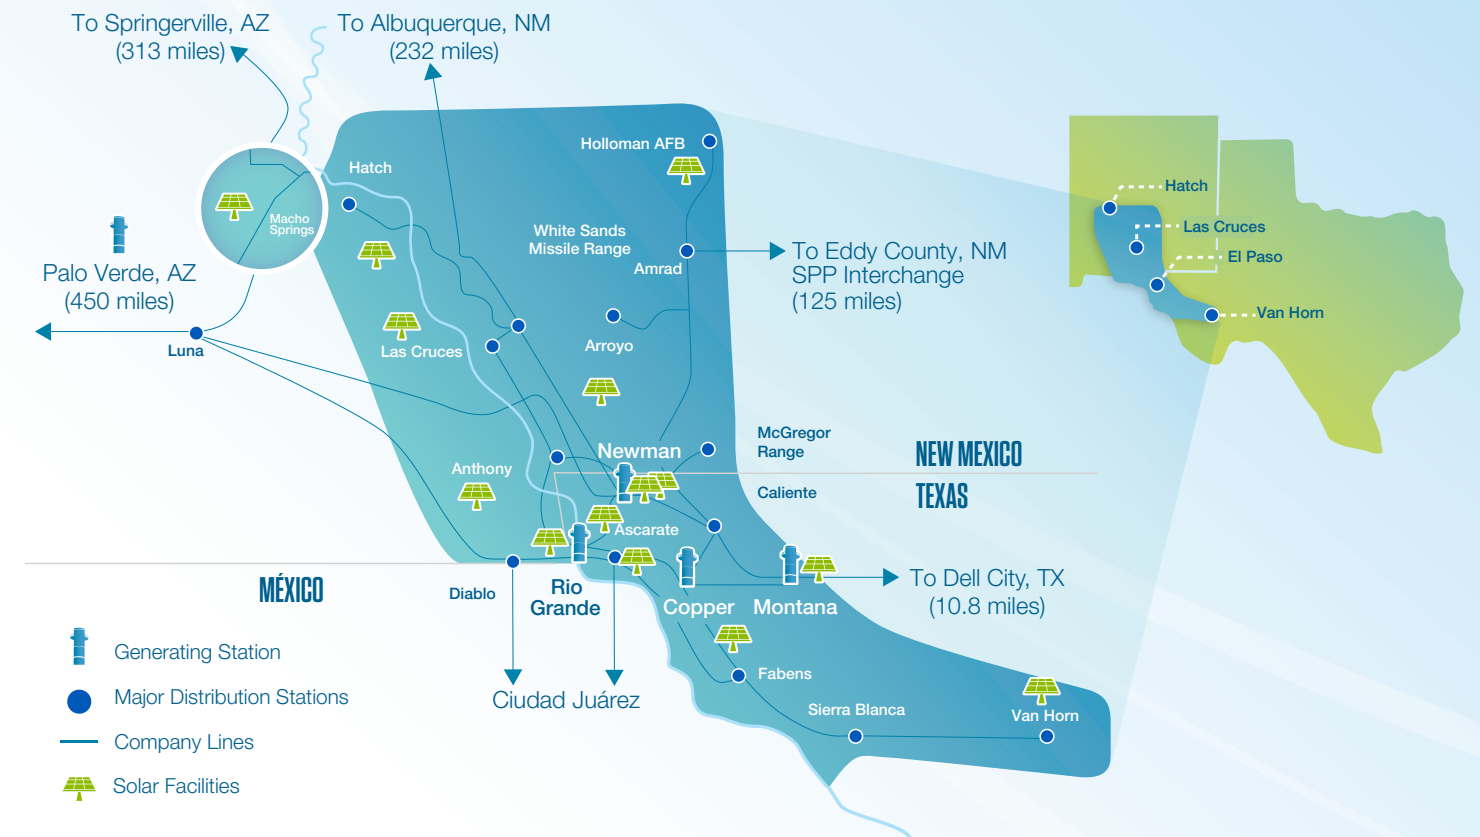 To Springerville, AZ
(313 miles)
To Albuquerque, NM
(232 miles)
Holloman AFB
Hatch
Macho
Springs
White Sands
Missile Range
Amrad
To Eddy County, NM
SPP Interchange
(125 miles)
Palo Verde, AZ
(450 miles)
Luna
Las Cruces
Arroyo
Hatch
Las Cruces
El Paso
Van Horn
McGregor
Range
NEW MEXICO
TEXAS
Newman
Anthony
Caliente
Ascarate
MÉXICO
Diablo
Rio
Grande
Copper
Montana
To Dell City, TX
(10.8 miles)
Fabens
Ciudad Juárez
Sierra Blanca
Van Horn
Generating Station
Major Distribution Stations
Company Lines
Solar Facilities